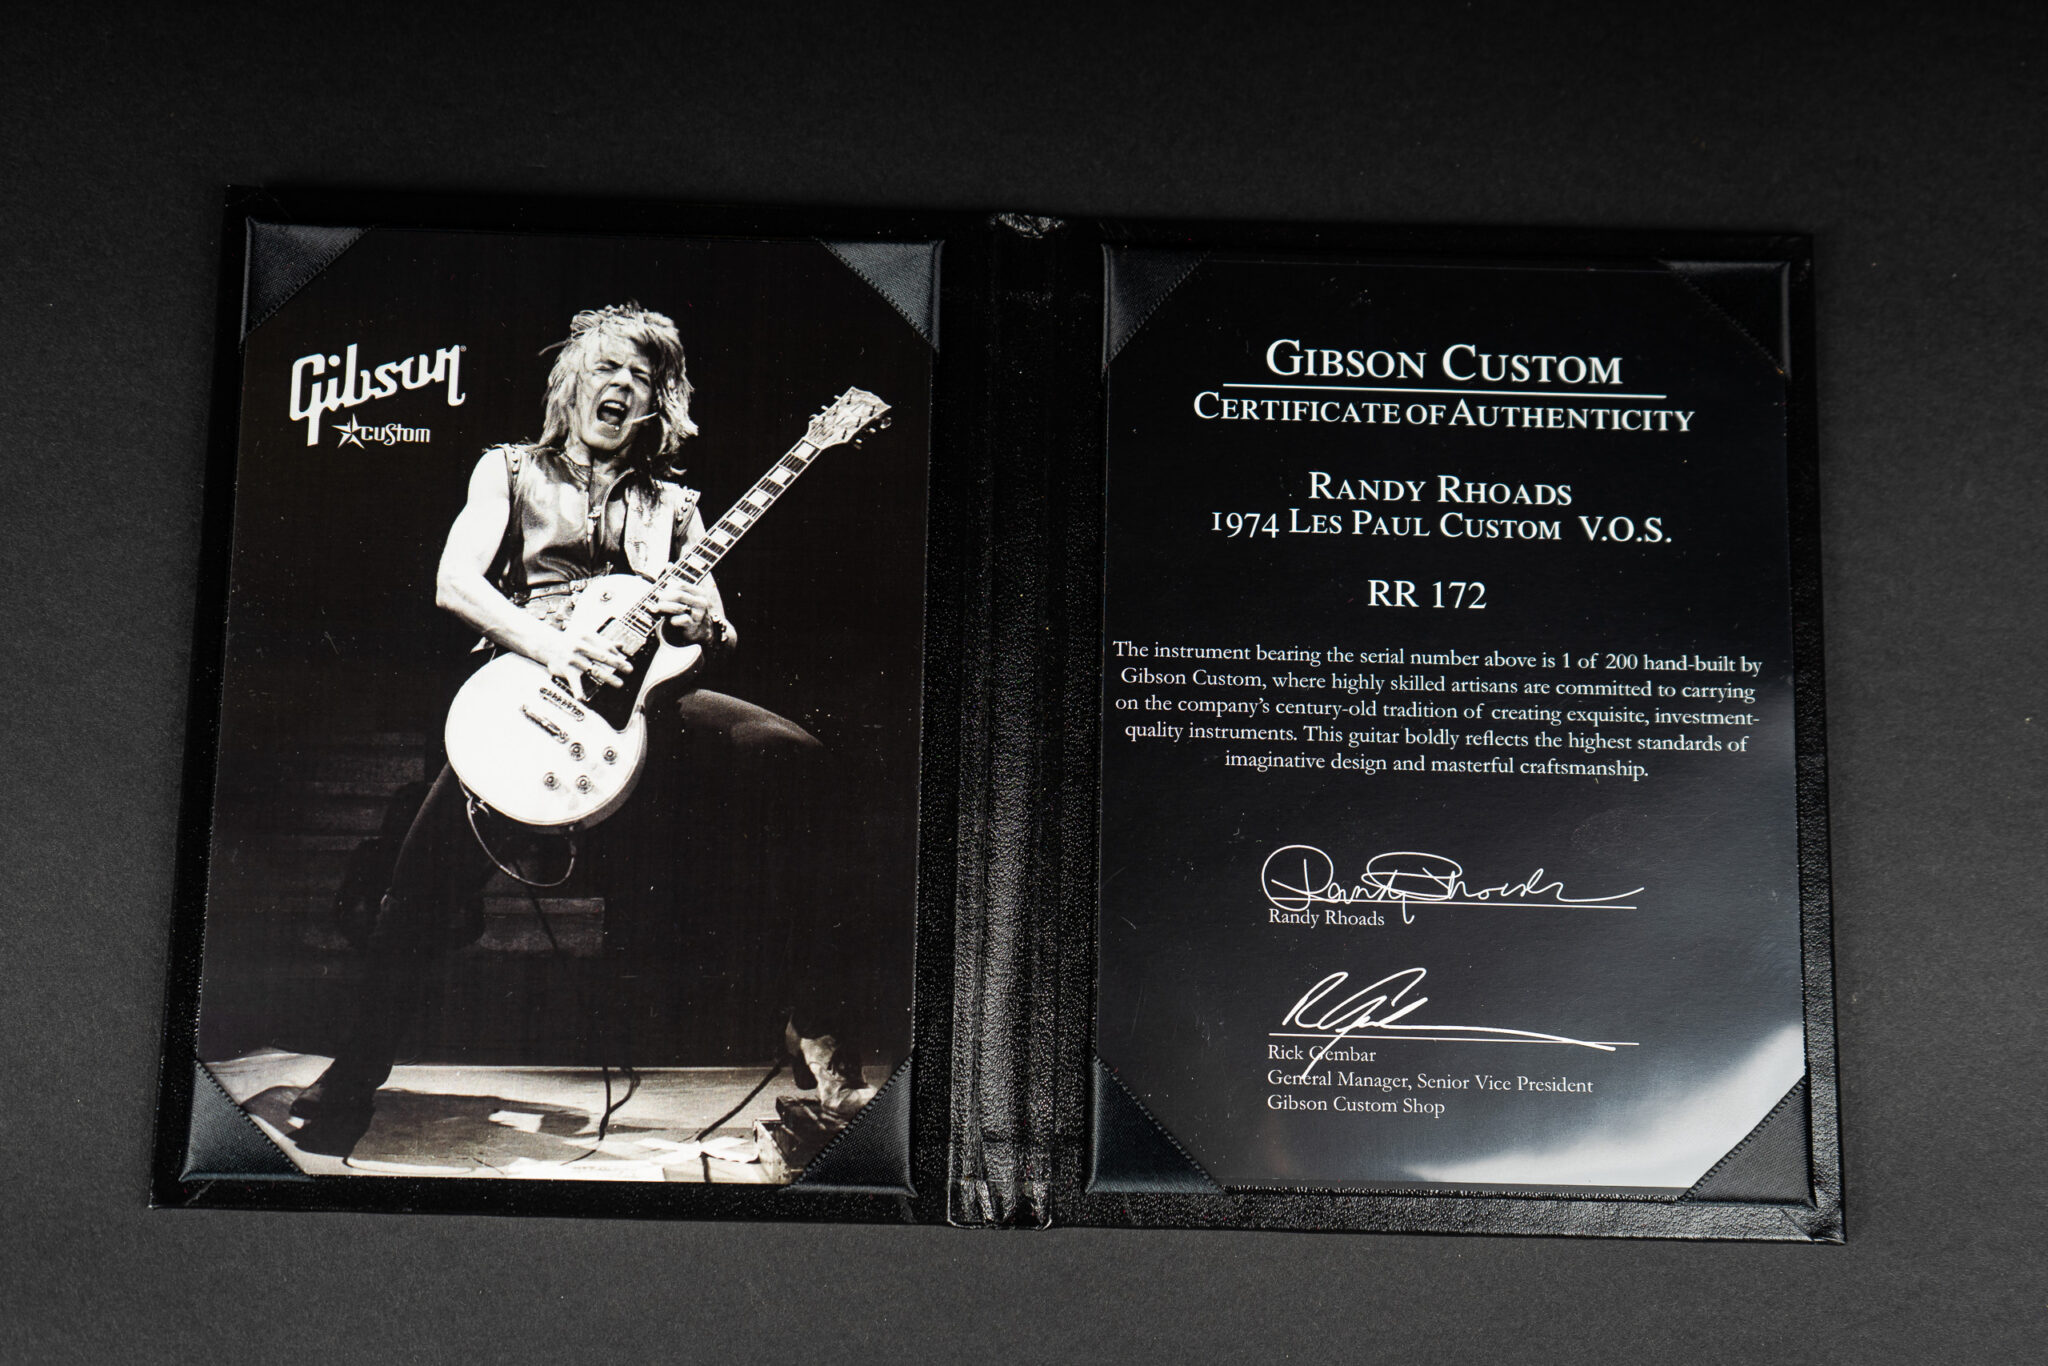 Gibson®
custom
GIBSON CUSTOM
CERTIFICATE OF AUTHENTICITY
RANDY RHOADS
1974 LES PAUL CUSTOM V.O.S.
RR 172
The instrument bearing the serial number above is 1 of 200 hand-built by
Gibson Custom, where highly skilled artisans are committed to carrying
on the company's century-old tradition of creating exquisite, investment-
quality instruments. This guitar boldly reflects the highest standards of
imaginative design and masterful craftsmanship.
Randy Rhoads
Randy Rhoads
Rick Gembar
General Manager, Senior Vice President
Gibson Custom Shop